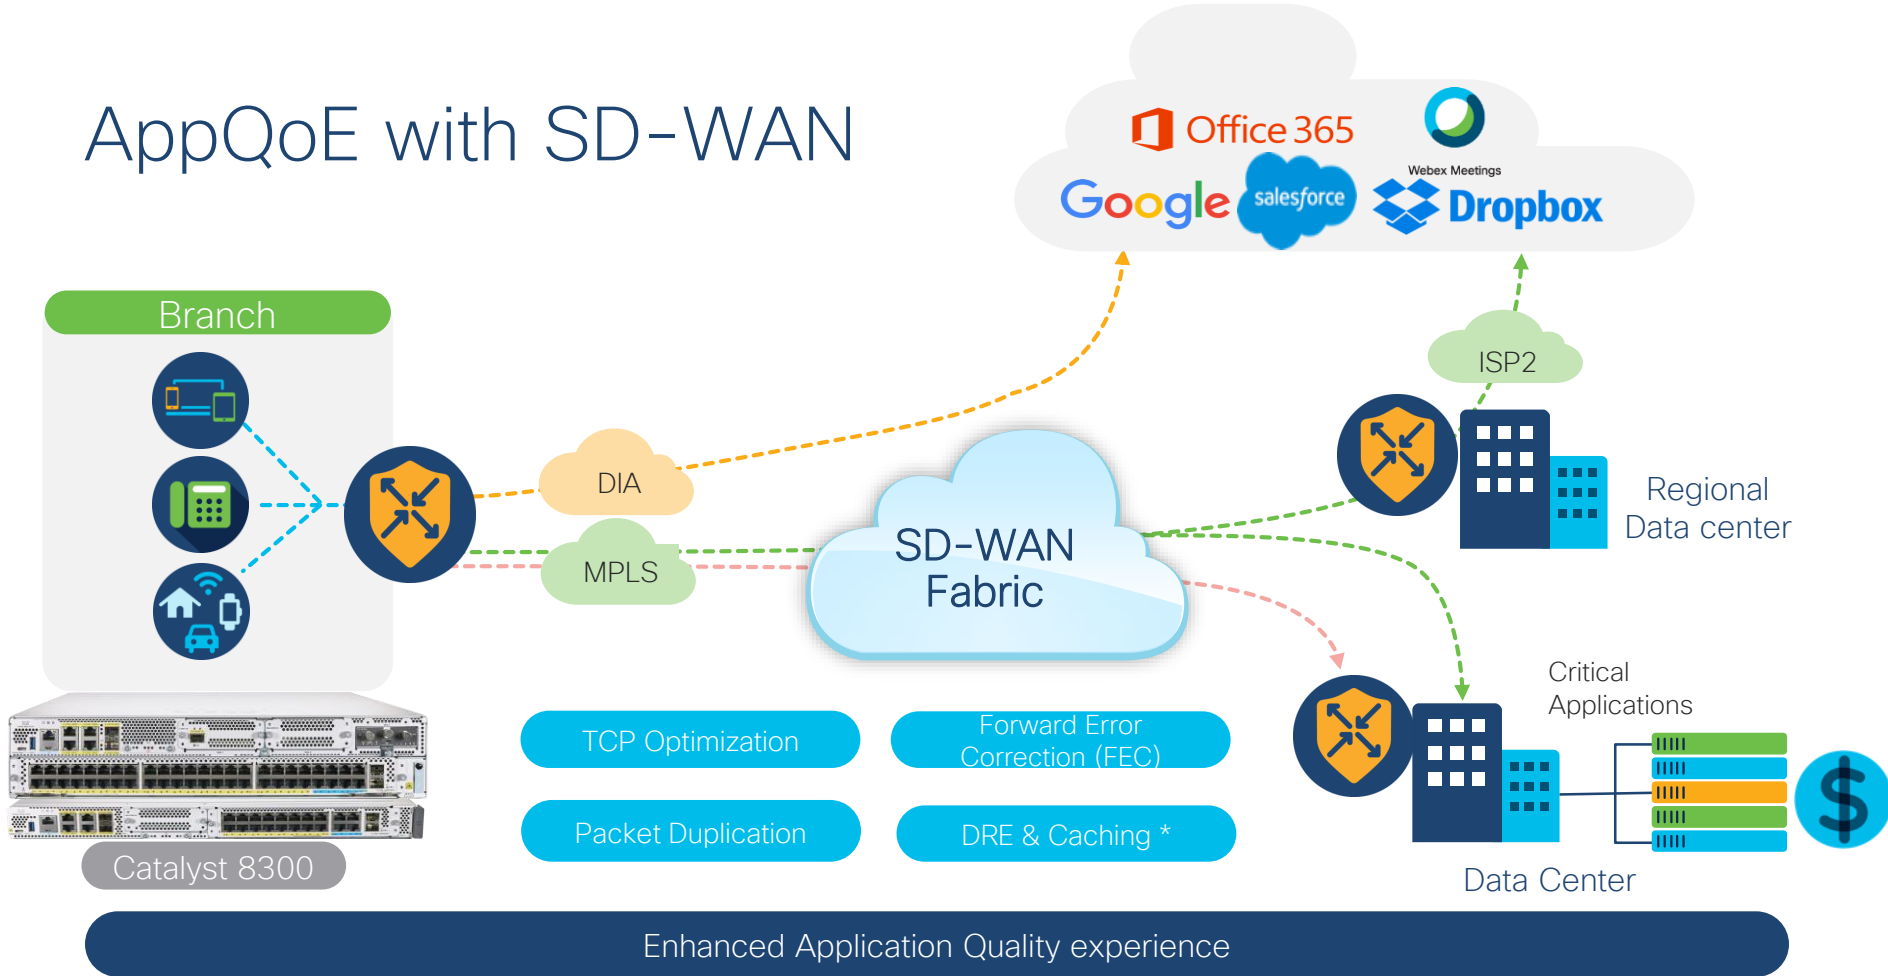 AppQoE with SD-WAN
Office 365
Webex Meetings
Google
salesforce
Dropbox
Branch
ISP2
DIA
MPLS
SD-WAN
Fabric
Regional
Data center
Critical
Applications
TCP Optimization
Forward Error
Correction (FEC)
Packet Duplication
DRE & Caching *
Catalyst 8300
Data Center
Enhanced Application Quality experience